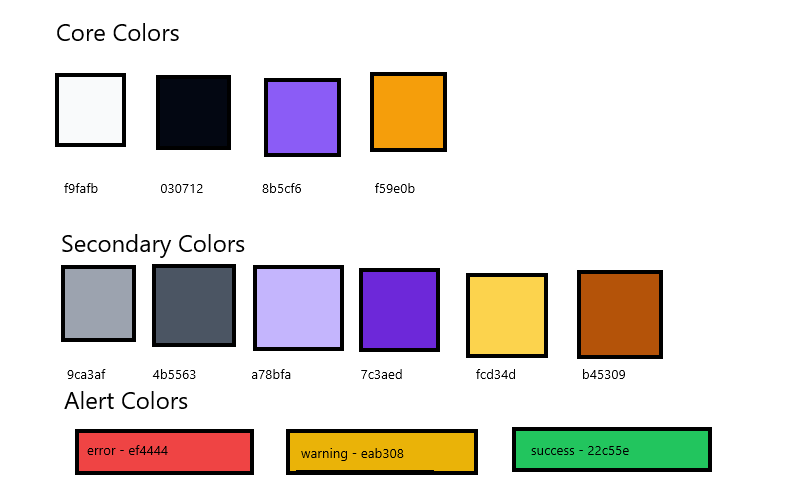 Core Colors
f9fafb 030712 8b5cf6 f59e0b
Secondary Colors
9ca3af 4b5563 a78bfa 7c3aed fcd34d b45309
Alert Colors
error - ef4444 warning - eab308 success - 22c55e